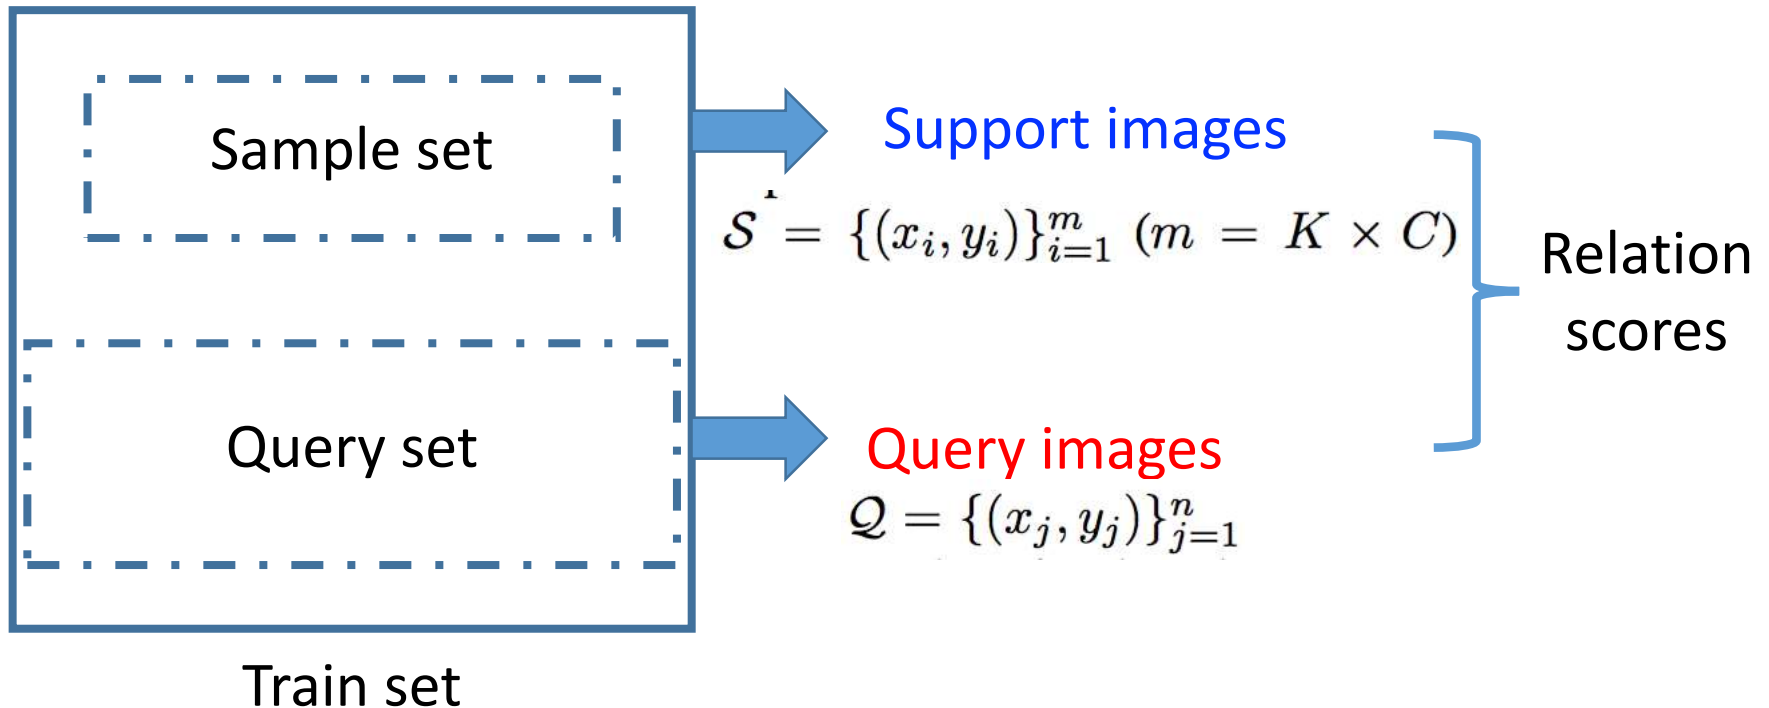 Sample set
Support images
𝒮 = {(x_i, y_i)}_{i=1}^{m} (m = K × C)
Relation
scores
Query set
Query images
𝒬 = {(x_j, y_j)}_{j=1}^{n}
Train set